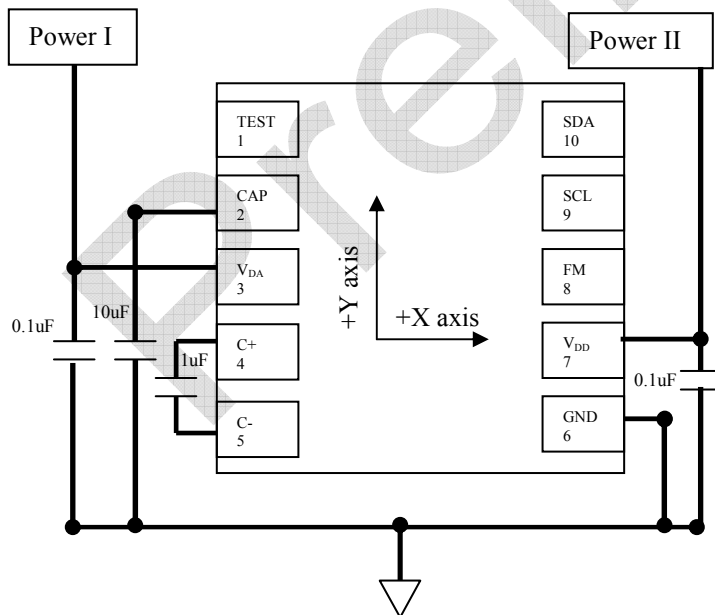 Power I
Power II
TEST
1
SDA
10
CAP
2
SCL
9
VDA
3
FM
8
+Y axis
+X axis
0.1uF
10uF
1uF
C+
4
VDD
7
0.1uF
C-
5
GND
6
Prem